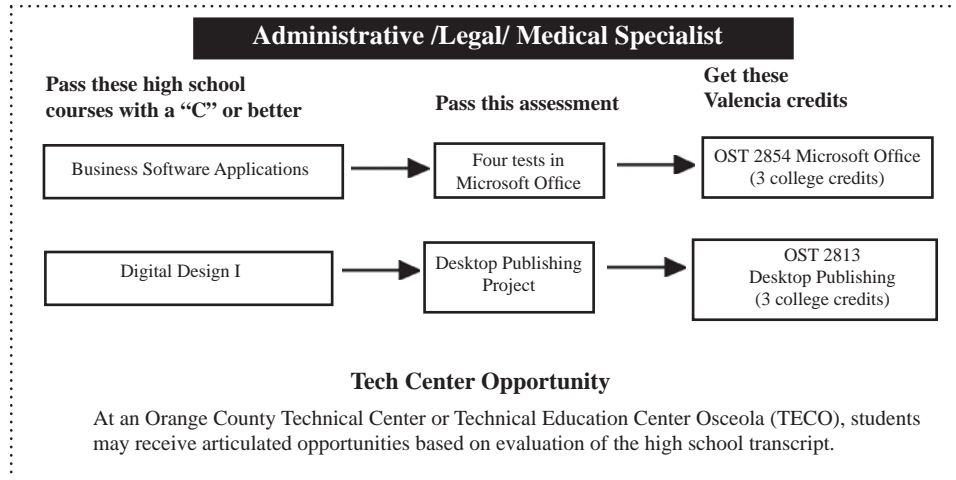 Administrative /Legal/ Medical Specialist
Pass these high school
courses with a “C” or better
Pass this assessment
Get these
Valencia credits
Business Software Applications
Four tests in
Microsoft Office
OST 2854 Microsoft Office
(3 college credits)
Digital Design I
Desktop Publishing
Project
OST 2813
Desktop Publishing
(3 college credits)
Tech Center Opportunity
At an Orange County Technical Center or Technical Education Center Osceola (TECO), students
may receive articulated opportunities based on evaluation of the high school transcript.